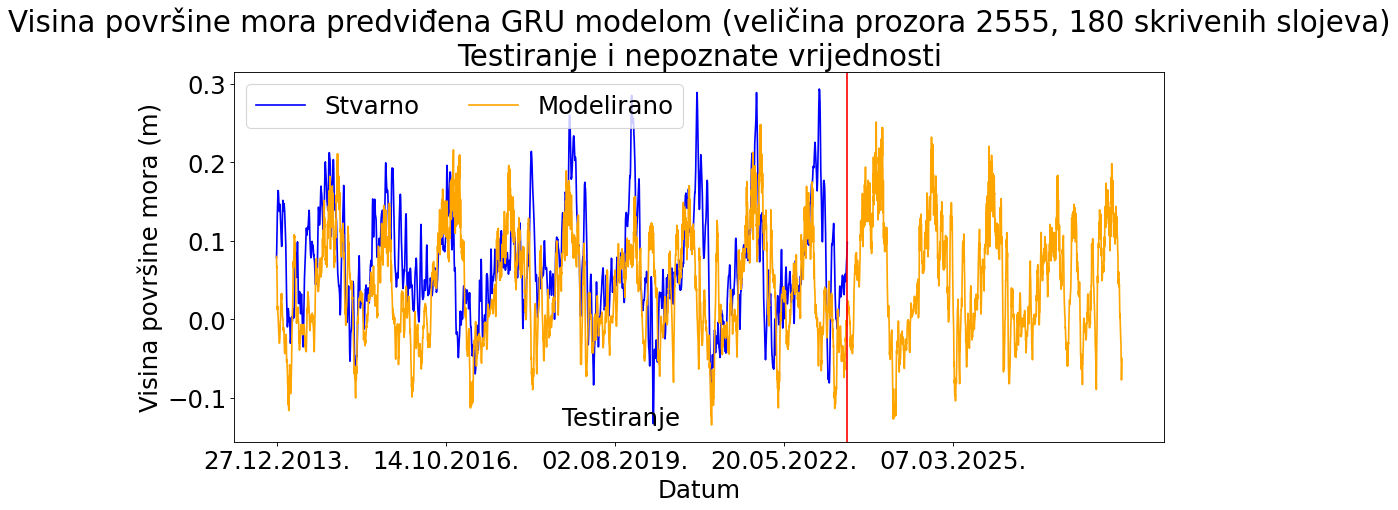 Visina površine mora predviđena GRU modelom (veličina prozora 2555, 180 skrivenih slojeva)
Testiranje i nepoznate vrijednosti
Stvarno
Modelirano
Visina površine mora (m)
0.3
0.2
0.1
0.0
−0.1
Testiranje
27.12.2013.
14.10.2016.
02.08.2019.
20.05.2022.
07.03.2025.
Datum